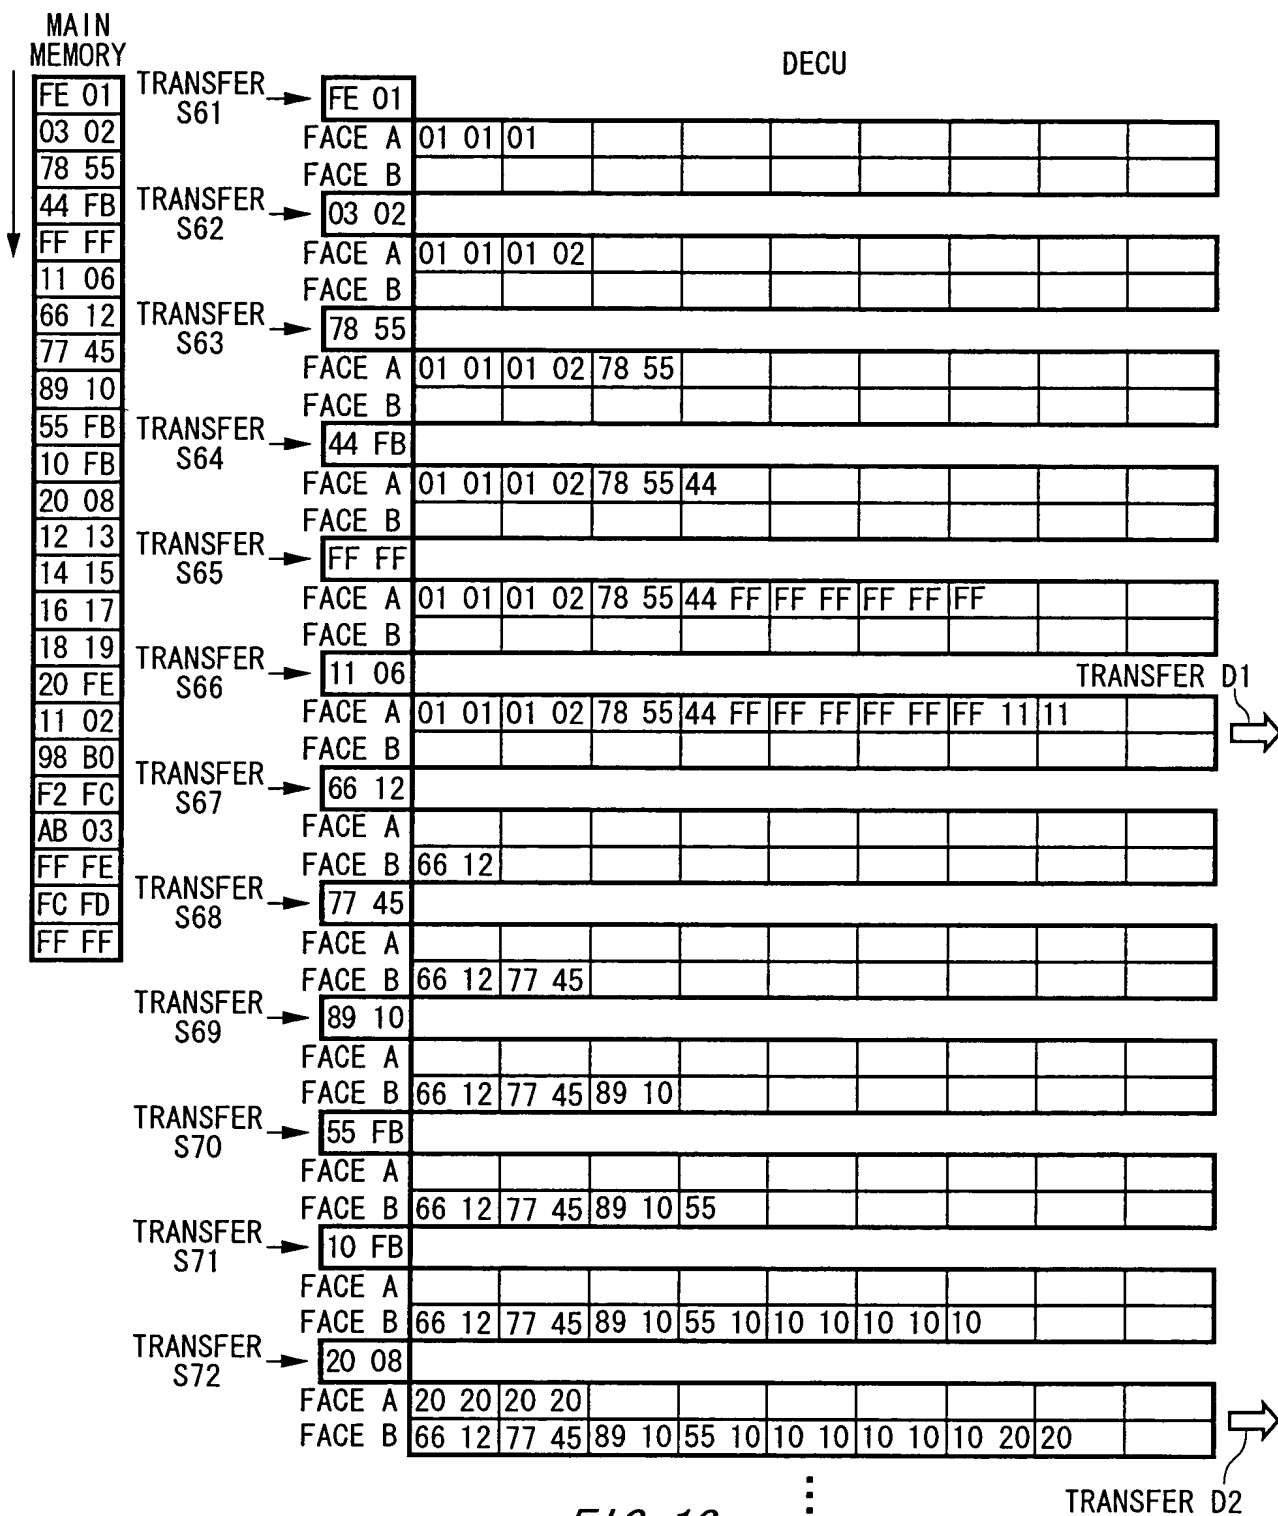 MAIN
MEMORY
FE 01
03 02
78 55
44 FB
FF FF
11 06
66 12
77 45
89 10
55 FB
10 FB
20 08
12 13
14 15
16 17
18 19
20 FE
11 02
98 B0
F2 FC
AB 03
FF FE
FC FD
FF FF
DECU
TRANSFER
S61
FE 01
FACE A 01 01 01
FACE B
TRANSFER
S62
03 02
FACE A 01 01 01 02
FACE B
TRANSFER
S63
78 55
FACE A 01 01 01 02 78 55
FACE B
TRANSFER
S64
44 FB
FACE A 01 01 01 02 78 55 44
FACE B
TRANSFER
S65
FF FF
FACE A 01 01 01 02 78 55 44 FF FF FF FF FF FF
FACE B
TRANSFER
S66
11 06
TRANSFER D1
FACE A 01 01 01 02 78 55 44 FF FF FF FF FF FF 11 11
FACE B
TRANSFER
S67
66 12
FACE A
FACE B 66 12
TRANSFER
S68
77 45
FACE A
FACE B 66 12 77 45
TRANSFER
S69
89 10
FACE A
FACE B 66 12 77 45 89 10
TRANSFER
S70
55 FB
FACE A
FACE B 66 12 77 45 89 10 55
TRANSFER
S71
10 FB
FACE A
FACE B 66 12 77 45 89 10 55 10 10 10 10 10 10
TRANSFER
S72
20 08
FACE A 20 20 20 20
FACE B 66 12 77 45 89 10 55 10 10 10 10 10 10 20 20
TRANSFER D2